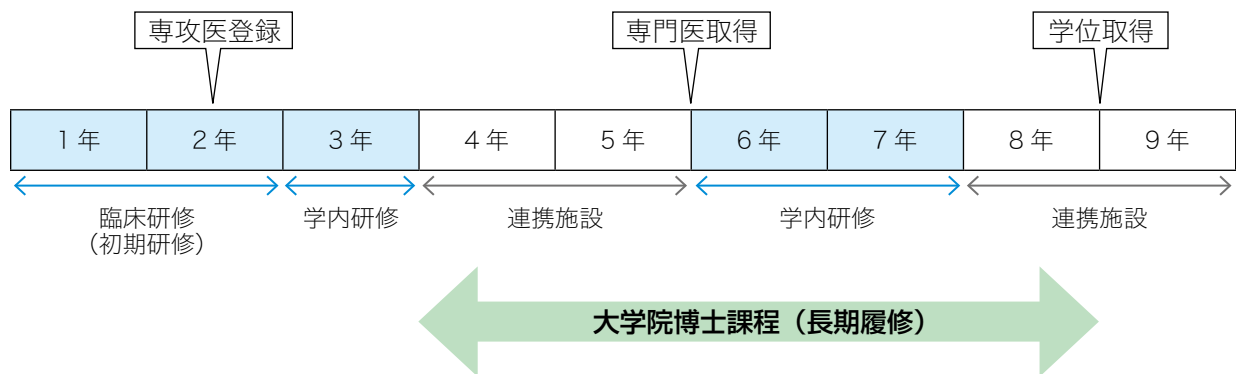 専攻医登録
専門医取得
学位取得
1年
2年
3年
4年
5年
6年
7年
8年
9年
臨床研修
（初期研修）
学内研修
連携施設
学内研修
連携施設
大学院博士課程（長期履修）